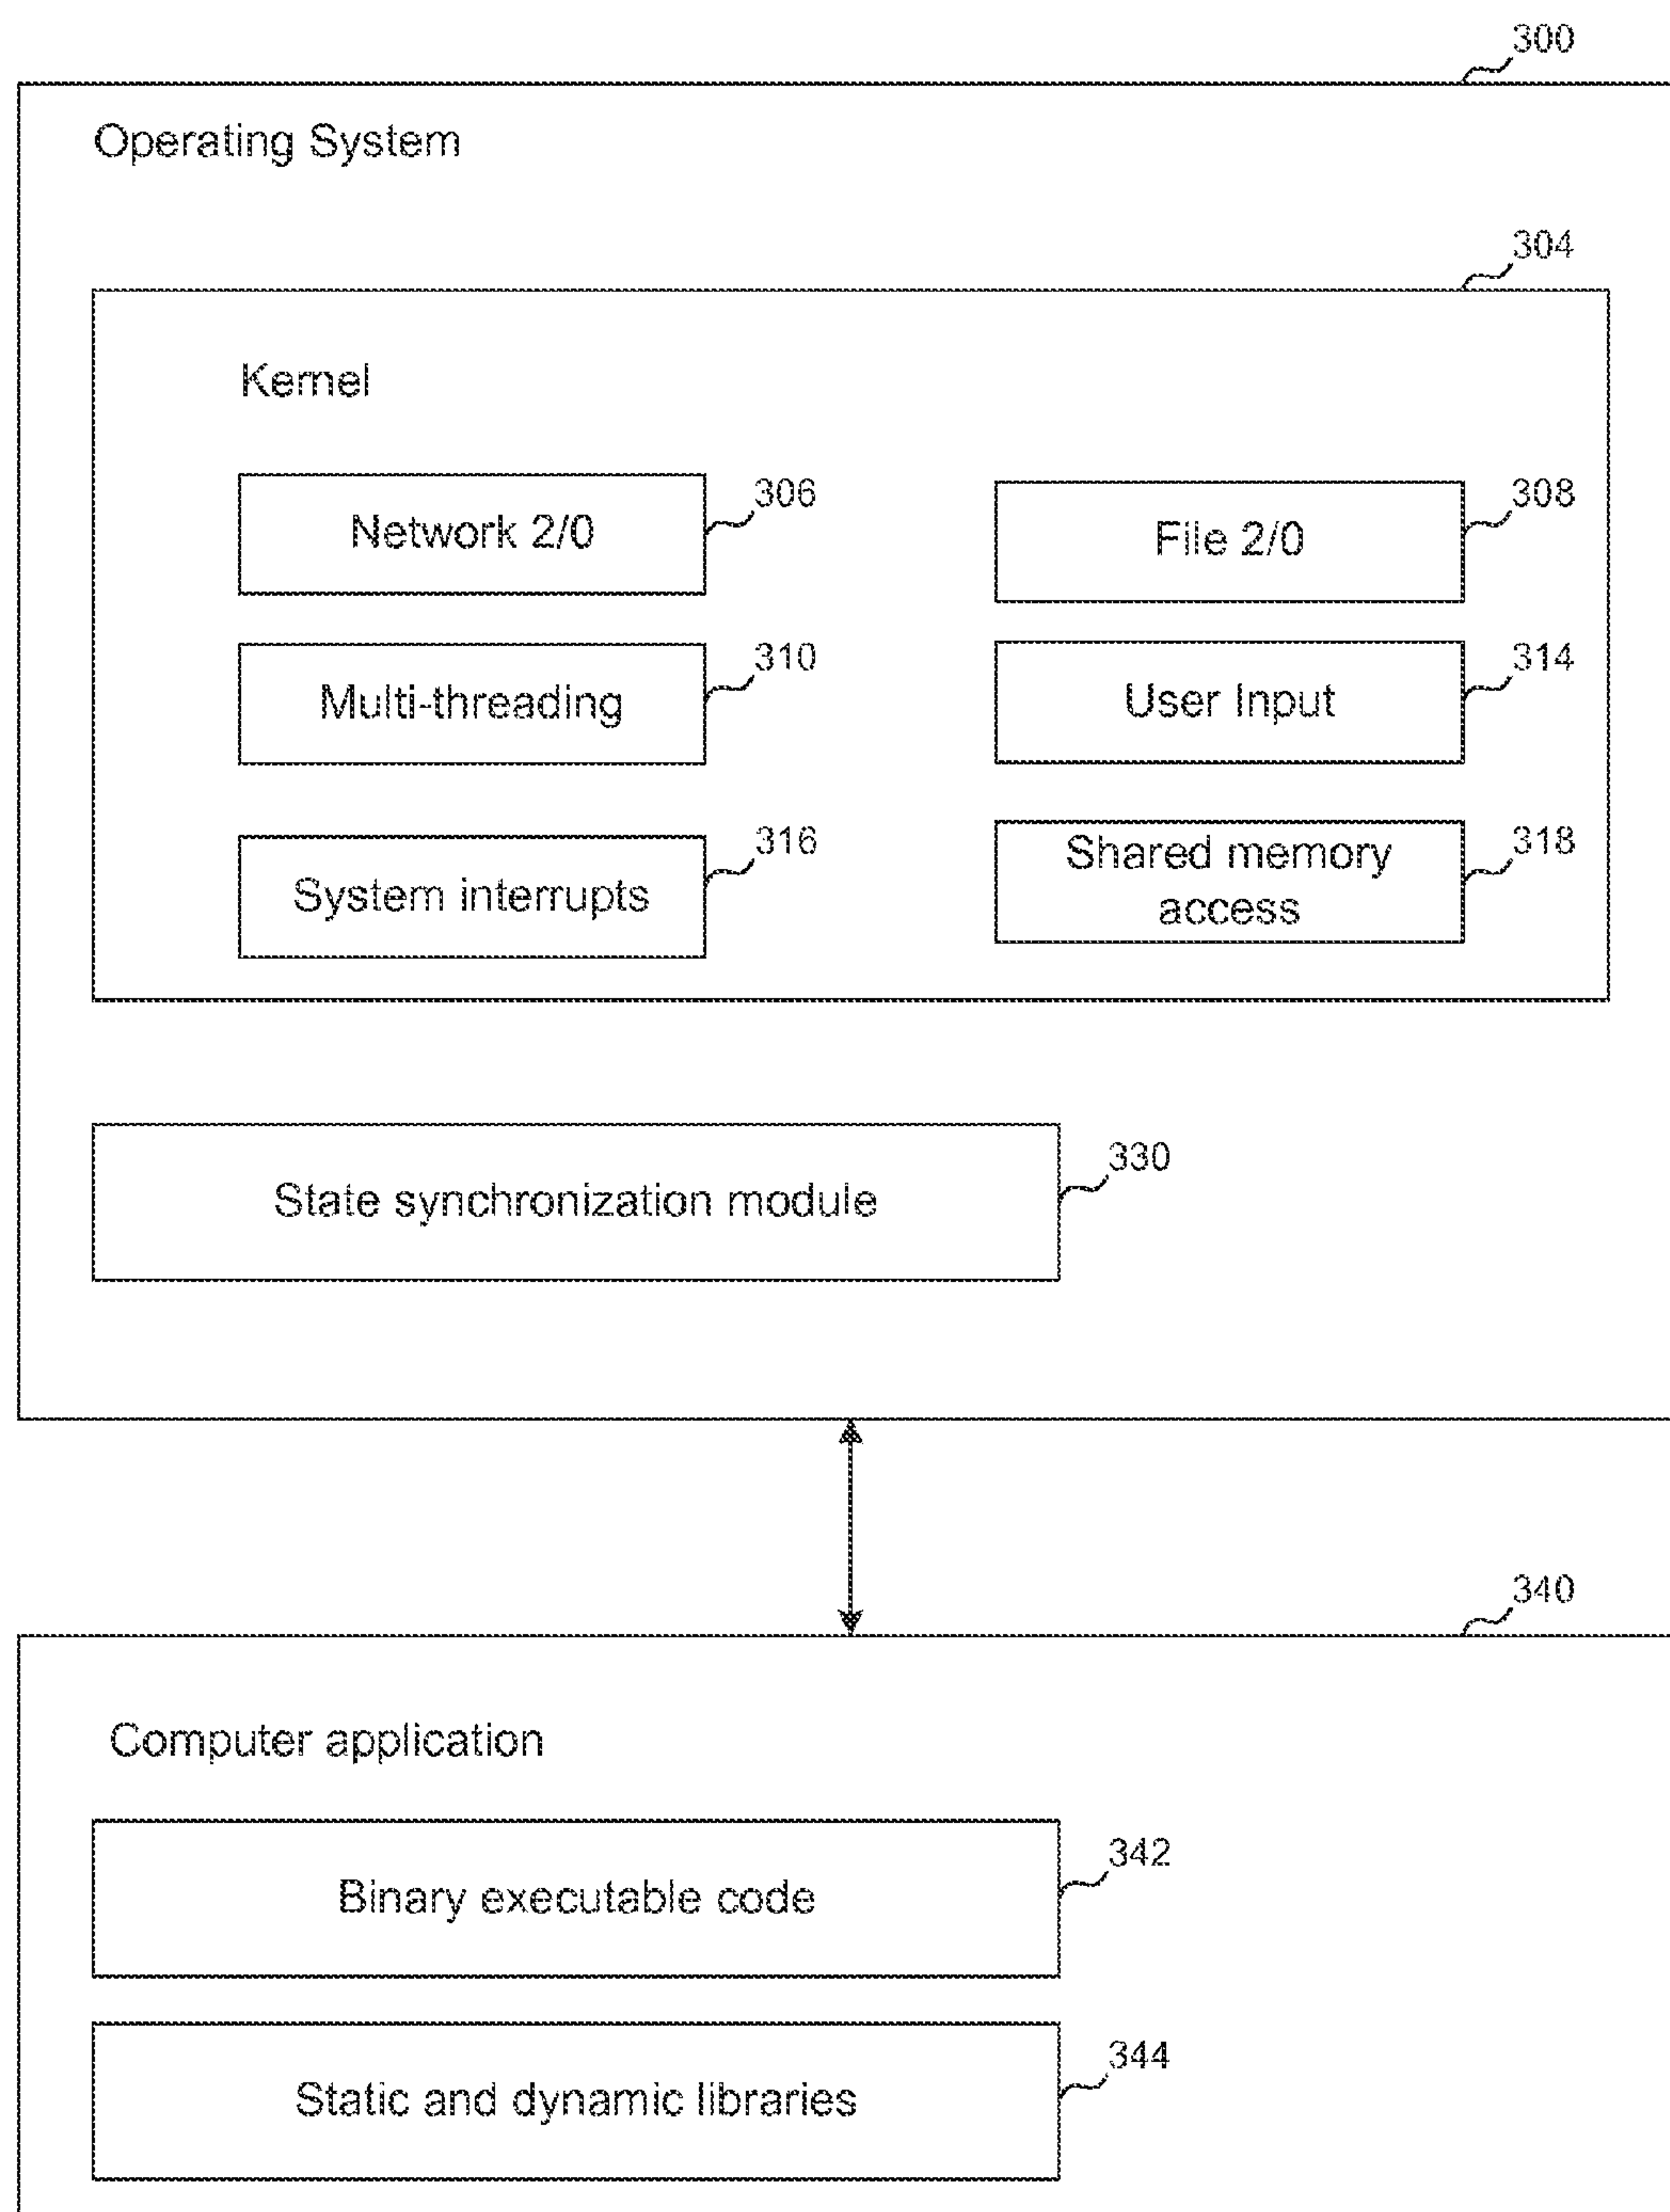 300
Operating System
304
Kernel
Network 2/0
306
File 2/0
308
Multi-threading
310
User Input
314
System interrupts
316
Shared memory
access
318
State synchronization module
330
340
Computer application
Binary executable code
342
Static and dynamic libraries
344